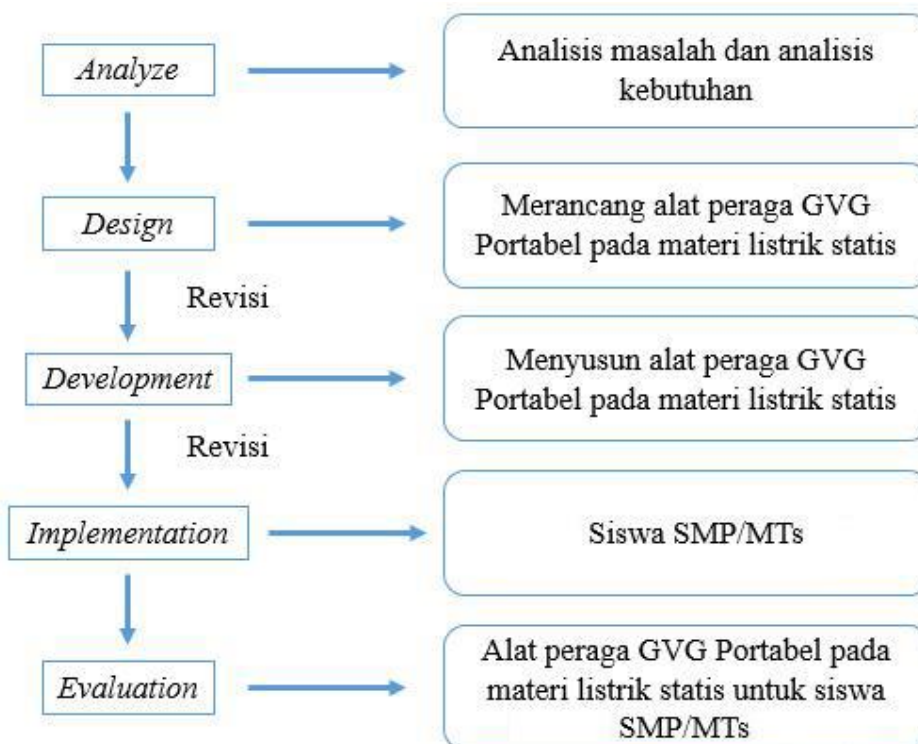 Analyze
Analisis masalah dan analisis
kebutuhan
Design
Merancang alat peraga GVG
Portabel pada materi listrik statis
Revisi
Development
Menyusun alat peraga GVG
Portabel pada materi listrik statis
Revisi
Implementation
Siswa SMP/MTs
Evaluation
Alat peraga GVG Portabel pada
materi listrik statis untuk siswa
SMP/MTs